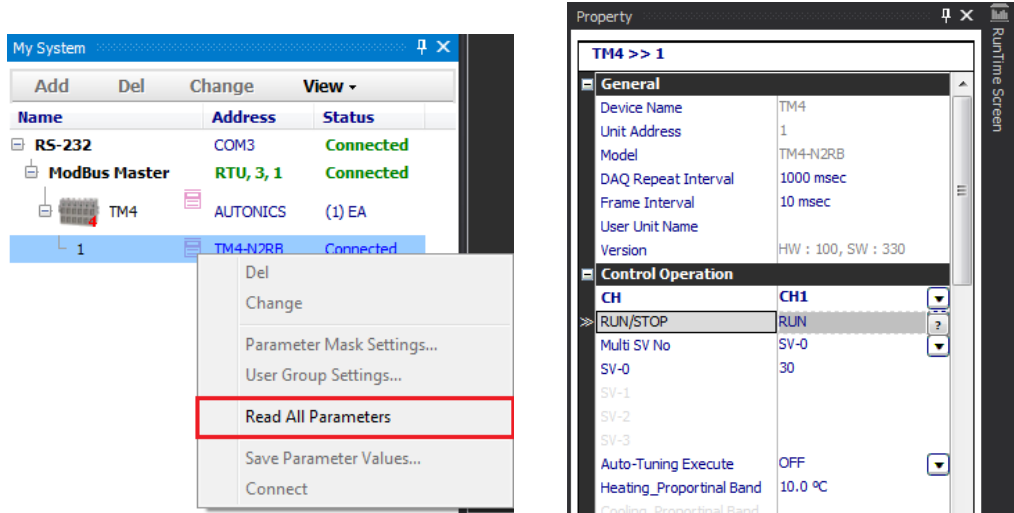 My System
Add Del Change View
Name Address Status
RS-232 COM3 Connected
ModBus Master RTU, 3, 1 Connected
4 TM4 AUTONICS (1) EA
1 TM4-N2RB Connected
Del
Change
Parameter Mask Settings...
User Group Settings...
Read All Parameters
Save Parameter Values...
Connect
Property
TM4 >> 1
General
Device Name TM4
Unit Address 1
Model TM4-N2RB
DAQ Repeat Interval 1000 msec
Frame Interval 10 msec
User Unit Name
Version HW : 100, SW : 330
Control Operation
CH CH1
RUN/STOP RUN ?
Multi SV No SV-0
SV-0 30
SV-1
SV-2
SV-3
Auto-Tuning Execute OFF
Heating_Proportinal Band 10.0 ºC
Cooling_Proportinal Band
RunTime Screen